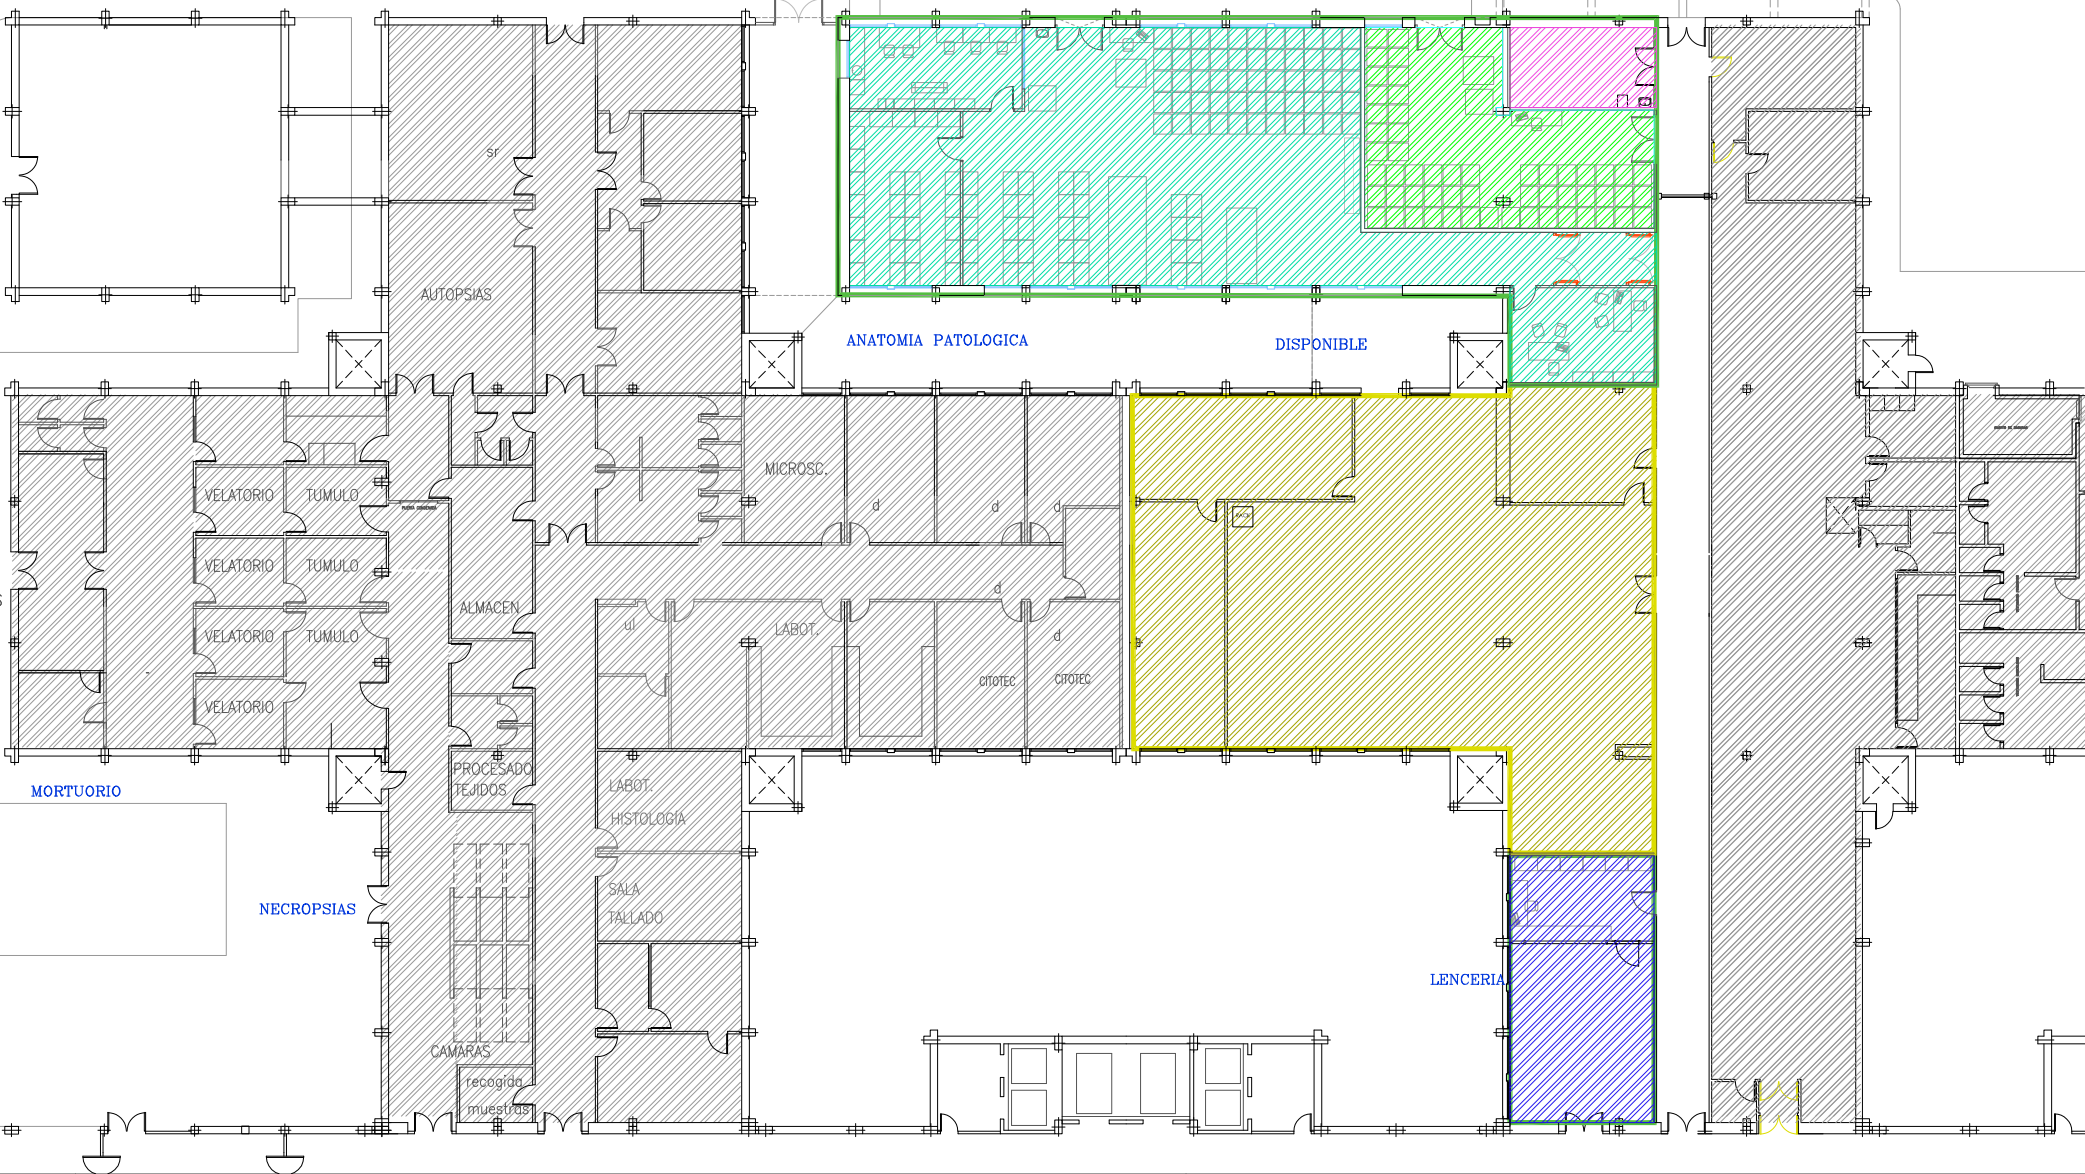 sr
AUTOPSIAS
ANATOMIA PATOLOGICA
DISPONIBLE
MICROSC.
VELATORIO
TUMULO
d
d
d
RACK
VELATORIO
TUMULO
d
ALMACEN
VELATORIO
TUMULO
ul
LABOT.
d
CITOTEC
CITOTEC
VELATORIO
PROCESADO
TEJIDOS
LABOT.
HISTOLOGIA
MORTUORIO
SALA
TALLADO
NECROPSIAS
LENCERIA
CAMARAS
recogida
muestras